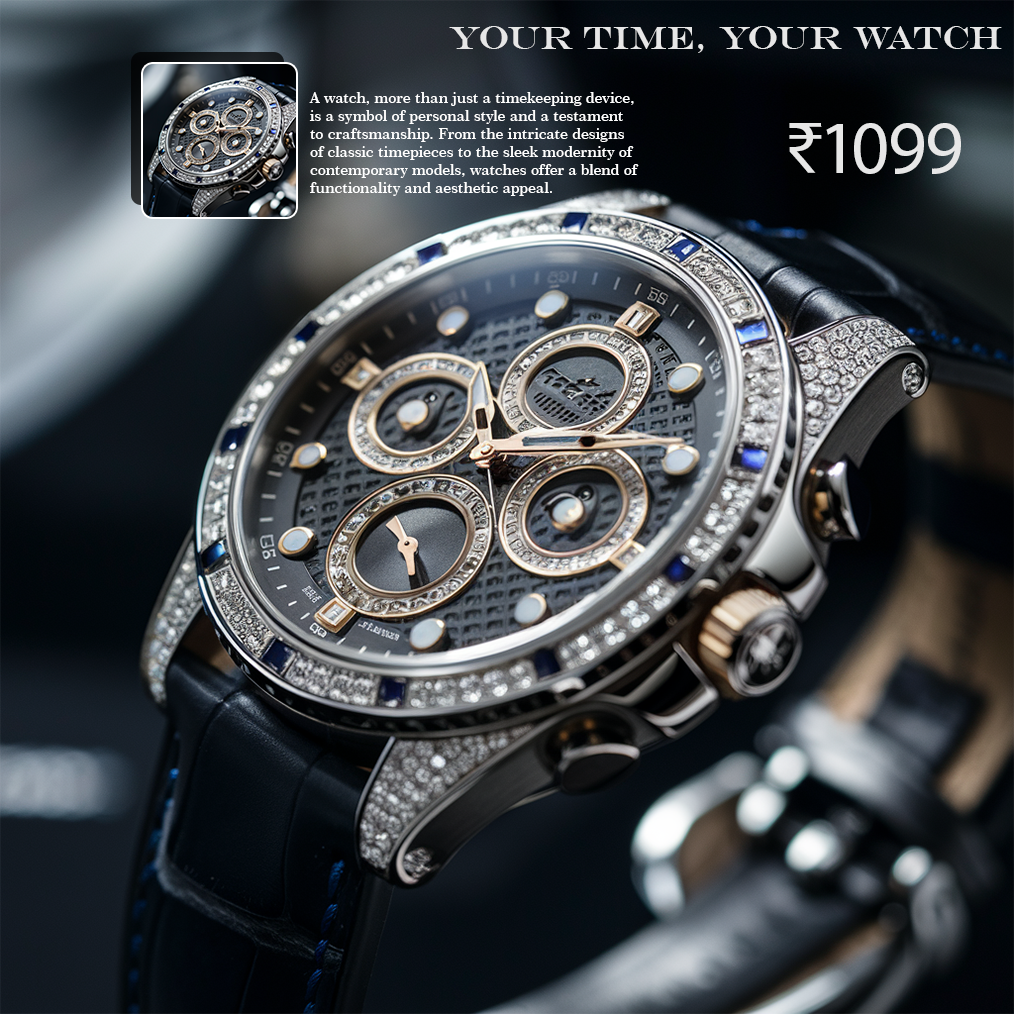 YOUR TIME, YOUR WATCH
A watch, more than just a timekeeping device,
is a symbol of personal style and a testament
to craftsmanship. From the intricate designs
of classic timepieces to the sleek modernity of
contemporary models, watches offer a blend of
functionality and aesthetic appeal.
₹1099